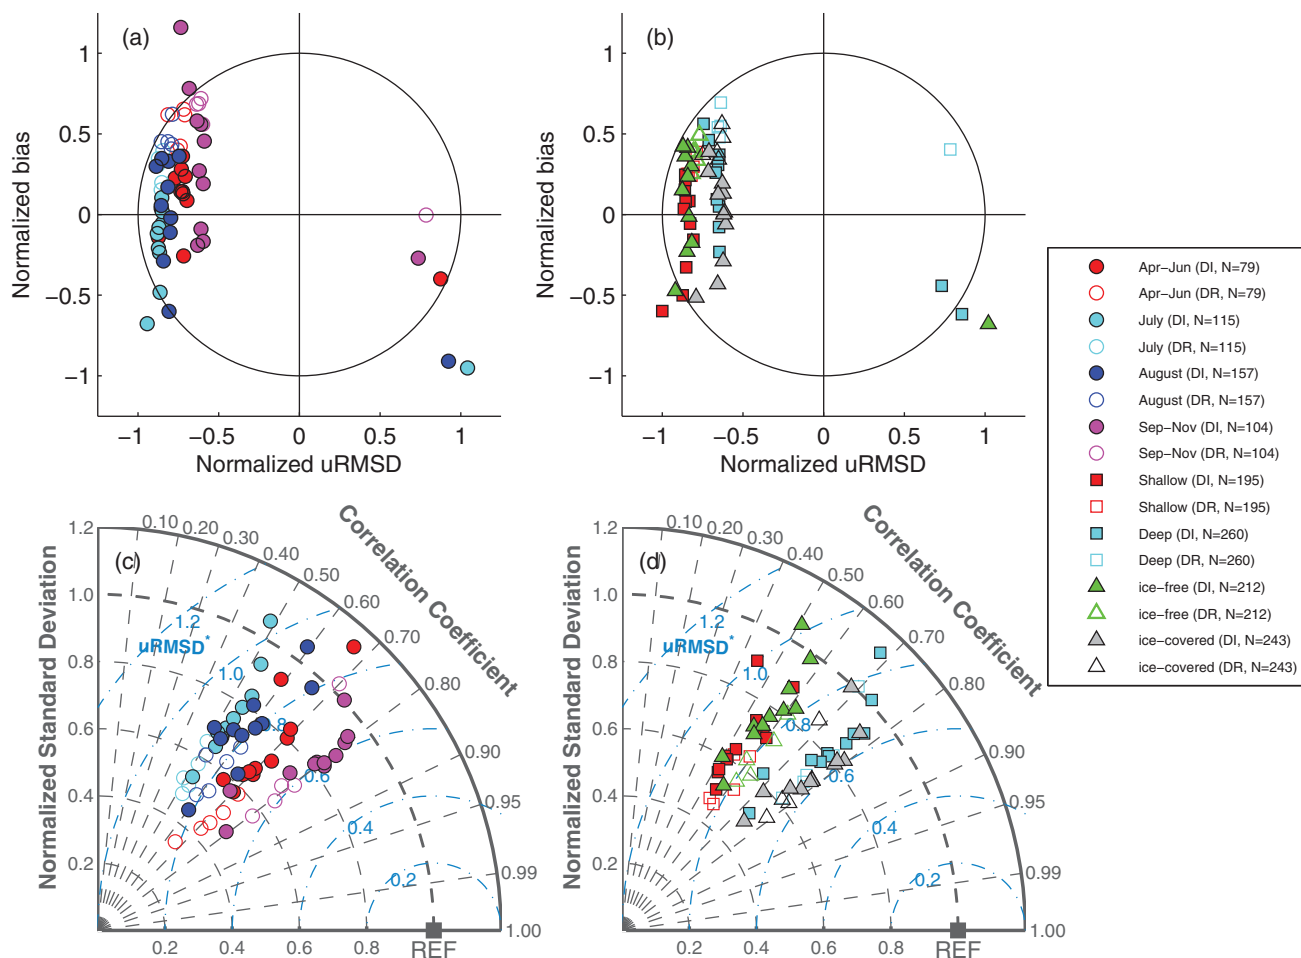 (a)
1
0.5
0
−0.5
−1
Normalized bias
−1
−0.5
0
0.5
1
Normalized uRMSD
(b)
1
0.5
0
−0.5
−1
Normalized bias
−1
−0.5
0
0.5
1
Normalized uRMSD
Apr−Jun (DI, N=79)
Apr−Jun (DR, N=79)
July (DI, N=115)
July (DR, N=115)
August (DI, N=157)
August (DR, N=157)
Sep−Nov (DI, N=104)
Sep−Nov (DR, N=104)
Shallow (DI, N=195)
Shallow (DR, N=195)
Deep (DI, N=260)
Deep (DR, N=260)
ice−free (DI, N=212)
ice−free (DR, N=212)
ice−covered (DI, N=243)
ice−covered (DR, N=243)
(c)
Normalized Standard Deviation
1.2
1.0
0.8
0.6
0.4
0.2
0.2
0.4
0.6
0.8
REF
0.10
0.20
0.30
0.40
0.50
0.60
0.70
0.80
0.90
0.95
0.99
1.00
Correlation Coefficient
uRMSD*
1.2
1.0
0.8
0.6
0.4
0.2
(d)
Normalized Standard Deviation
1.2
1.0
0.8
0.6
0.4
0.2
0.2
0.4
0.6
0.8
REF
0.10
0.20
0.30
0.40
0.50
0.60
0.70
0.80
0.90
0.95
0.99
1.00
Correlation Coefficient
uRMSD*
1.2
1.0
0.8
0.6
0.4
0.2